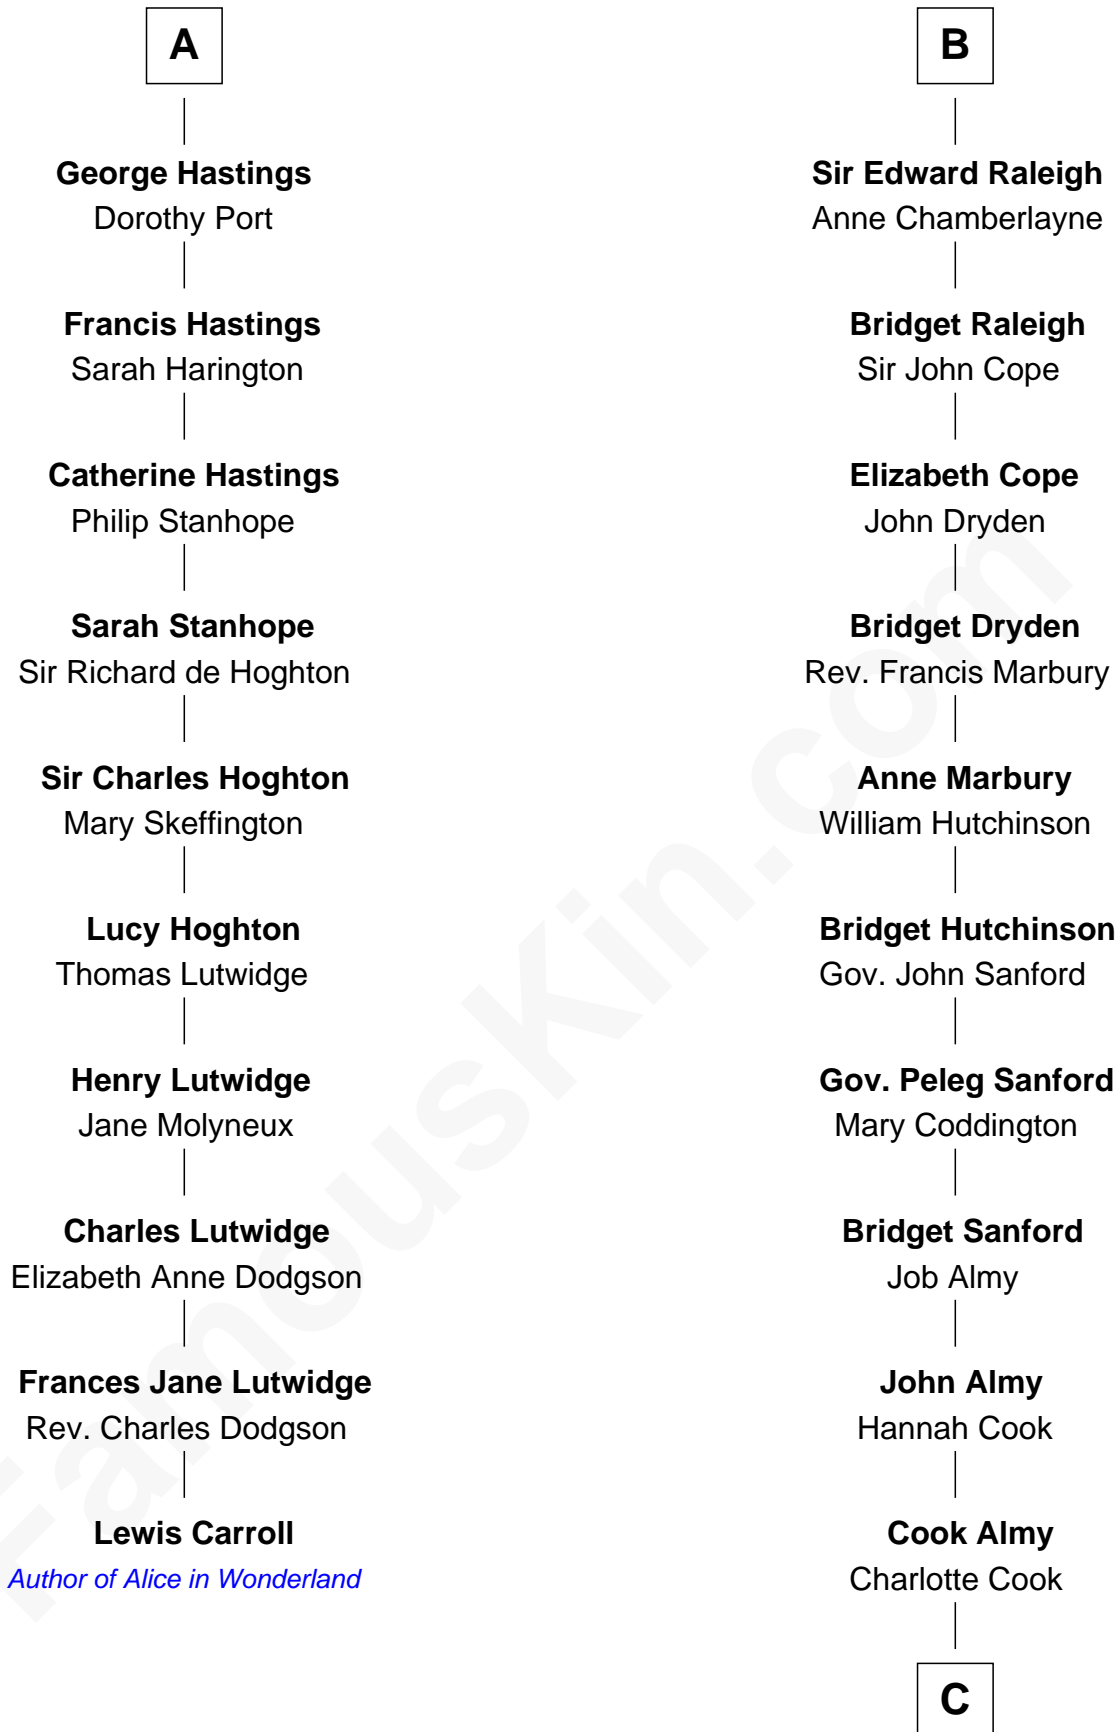 A
George Hastings
Dorothy Port
Francis Hastings
Sarah Harington
Catherine Hastings
Philip Stanhope
Sarah Stanhope
Sir Richard de Hoghton
Sir Charles Hoghton
Mary Skeffington
Lucy Hoghton
Thomas Lutwidge
Henry Lutwidge
Jane Molyneux
Charles Lutwidge
Elizabeth Anne Dodgson
Frances Jane Lutwidge
Rev. Charles Dodgson
Lewis Carroll
Author of Alice in Wonderland
B
Sir Edward Raleigh
Anne Chamberlayne
Bridget Raleigh
Sir John Cope
Elizabeth Cope
John Dryden
Bridget Dryden
Rev. Francis Marbury
Anne Marbury
William Hutchinson
Bridget Hutchinson
Gov. John Sanford
Gov. Peleg Sanford
Mary Coddington
Bridget Sanford
Job Almy
John Almy
Hannah Cook
Cook Almy
Charlotte Cook
C
FamousKin.com